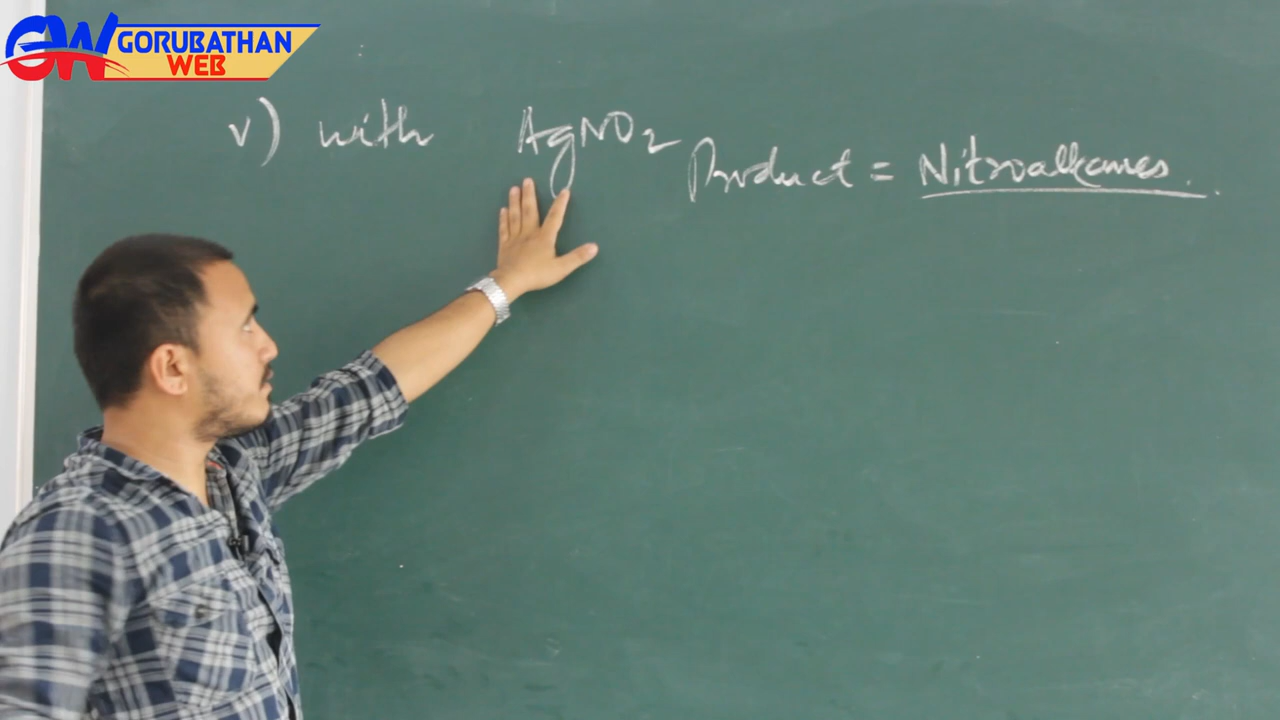 GORUBATHAN
WEB
v) with AgNO2 Product = Nitroalkanes.